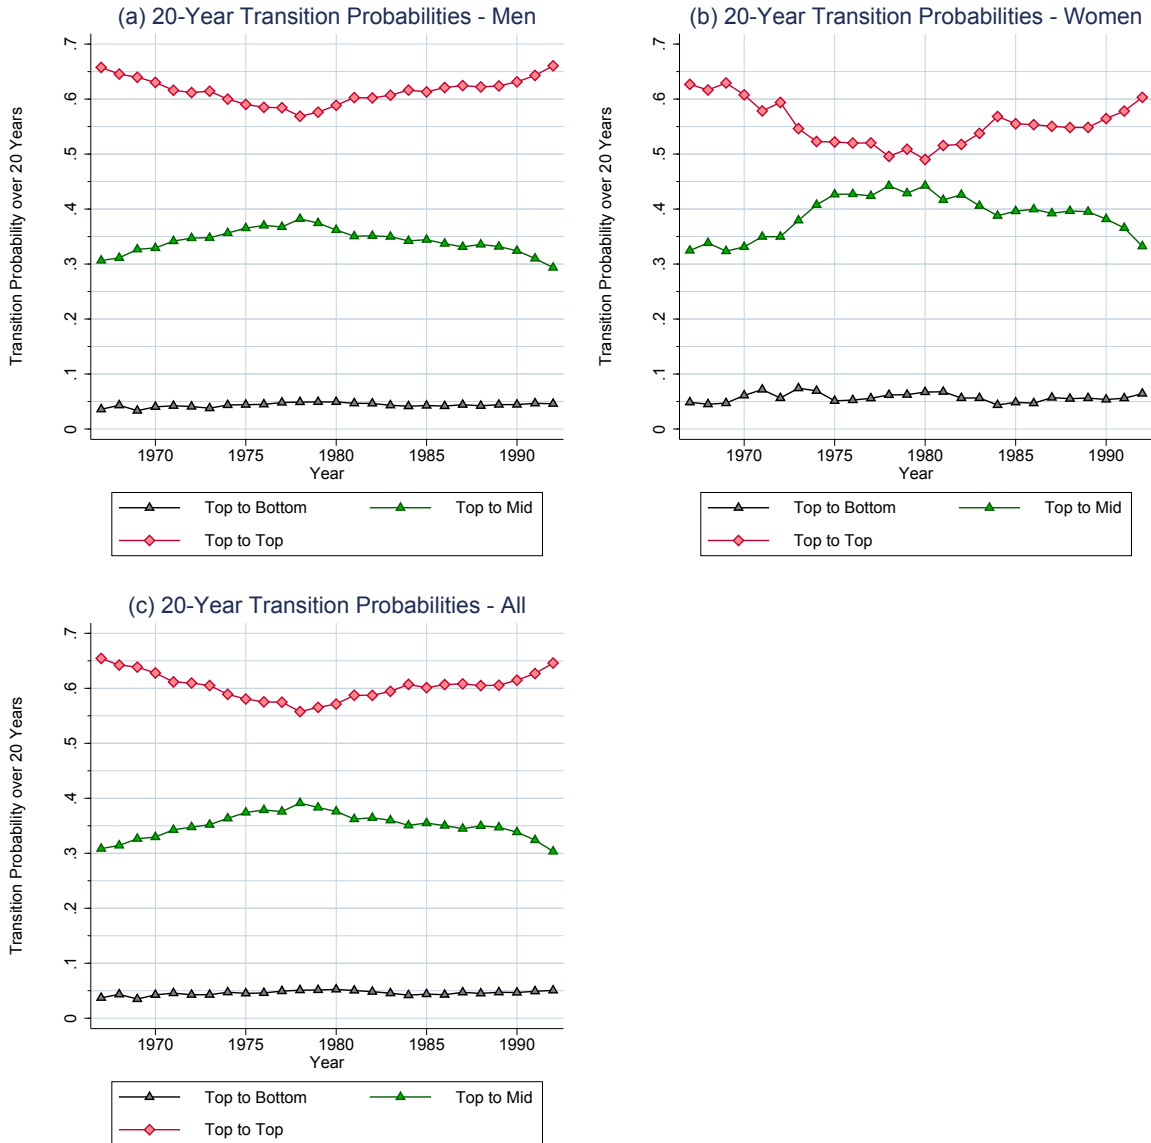 (a) 20-Year Transition Probabilities - Men
Transition Probability over 20 Years
.7
.6
.5
.4
.3
.2
.1
0
1970 1975 1980 1985 1990
Year
Top to Bottom Top to Mid
Top to Top
(b) 20-Year Transition Probabilities - Women
Transition Probability over 20 Years
.7
.6
.5
.4
.3
.2
.1
0
1970 1975 1980 1985 1990
Year
Top to Bottom Top to Mid
Top to Top
(c) 20-Year Transition Probabilities - All
Transition Probability over 20 Years
.7
.6
.5
.4
.3
.2
.1
0
1970 1975 1980 1985 1990
Year
Top to Bottom Top to Mid
Top to Top